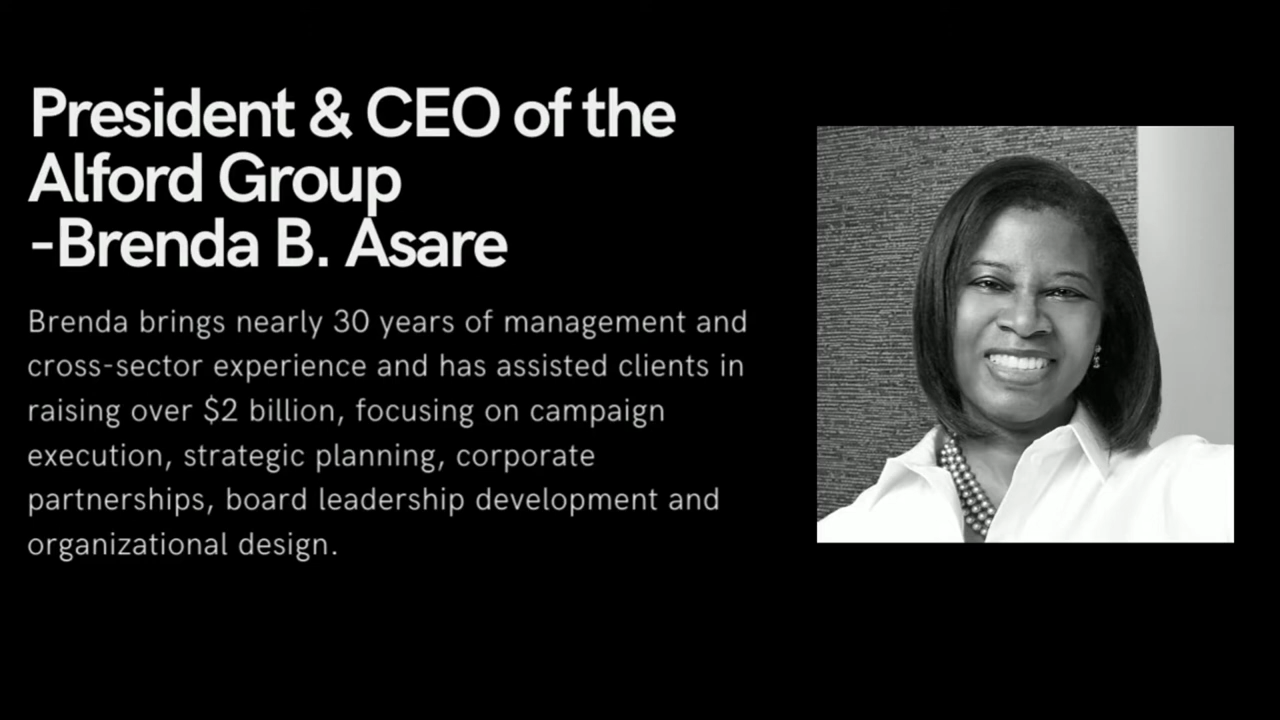 President & CEO of the
Alford Group
-Brenda B. Asare
Brenda brings nearly 30 years of management and
cross-sector experience and has assisted clients in
raising over $2 billion, focusing on campaign
execution, strategic planning, corporate
partnerships, board leadership development and
organizational design.